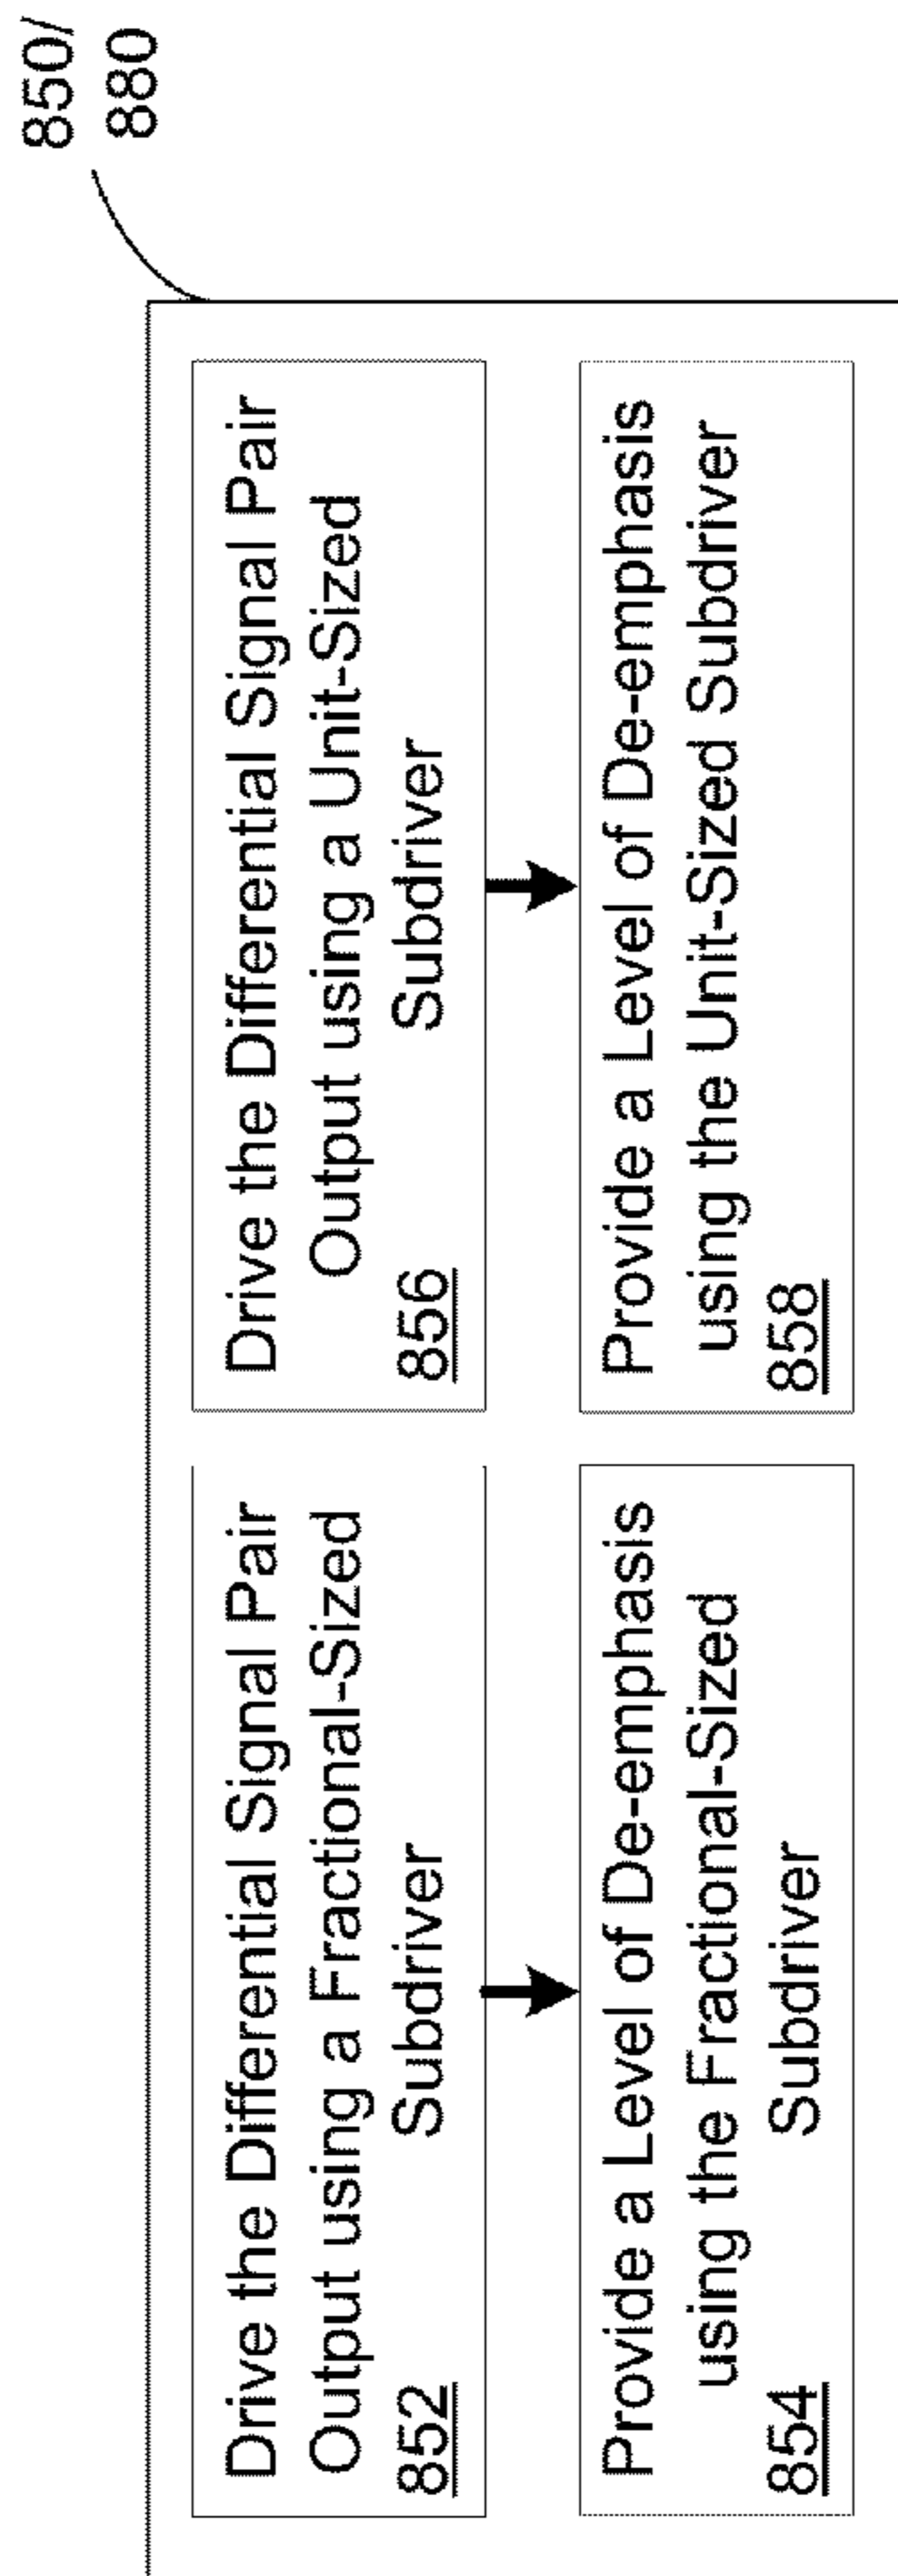 850/
880
Drive the Differential Signal Pair
Output using a Fractional-Sized
Subdriver
852
Provide a Level of De-emphasis
using the Fractional-Sized
Subdriver
854
Drive the Differential Signal Pair
Output using a Unit-Sized
Subdriver
856
Provide a Level of De-emphasis
using the Unit-Sized Subdriver
858